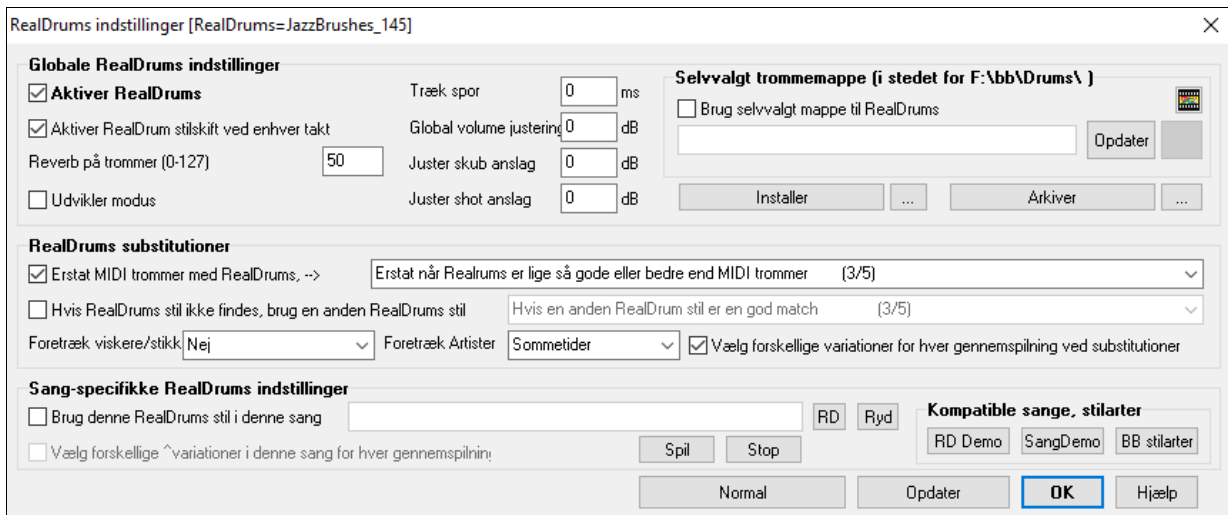 RealDrums indstillinger [RealDrums=JazzBrushes_145]
Globale RealDrums indstillinger
Aktiver RealDrums
Aktiver RealDrum stilskift ved enhver takt
Reverb på trommer (0-127) 50
Udvikler modus
Træk spor 0 ms
Global volume justering 0 dB
Juster skub anslag 0 dB
Juster shot anslag 0 dB
Selvvalgt trommemappe (i stedet for F:\bb\Drums\ )
Brug selvvalgt mappe til RealDrums
Opdater
Installer ... Arkiver ...
RealDrums substitutioner
Erstat MIDI trommer med RealDrums, --> Erstat når Realrums er lige så gode eller bedre end MIDI trommer (3/5)
Hvis RealDrums stil ikke findes, brug en anden RealDrums stil Hvis en anden RealDrum stil er en god match (3/5)
Foretræk viskere/stikk Nej Foretræk Artister Sommetider Vælg forskellige variationer for hver gennemspilning ved substitutioner
Sang-specifikke RealDrums indstillinger
Brug denne RealDrums stil i denne sang RD Ryd
Vælg forskellige ^variationer i denne sang for hver gennemspilning
Spil Stop
Kompatible sange, stilarter
RD Demo SangDemo BB stilarter
Normal Opdater OK Hjælp